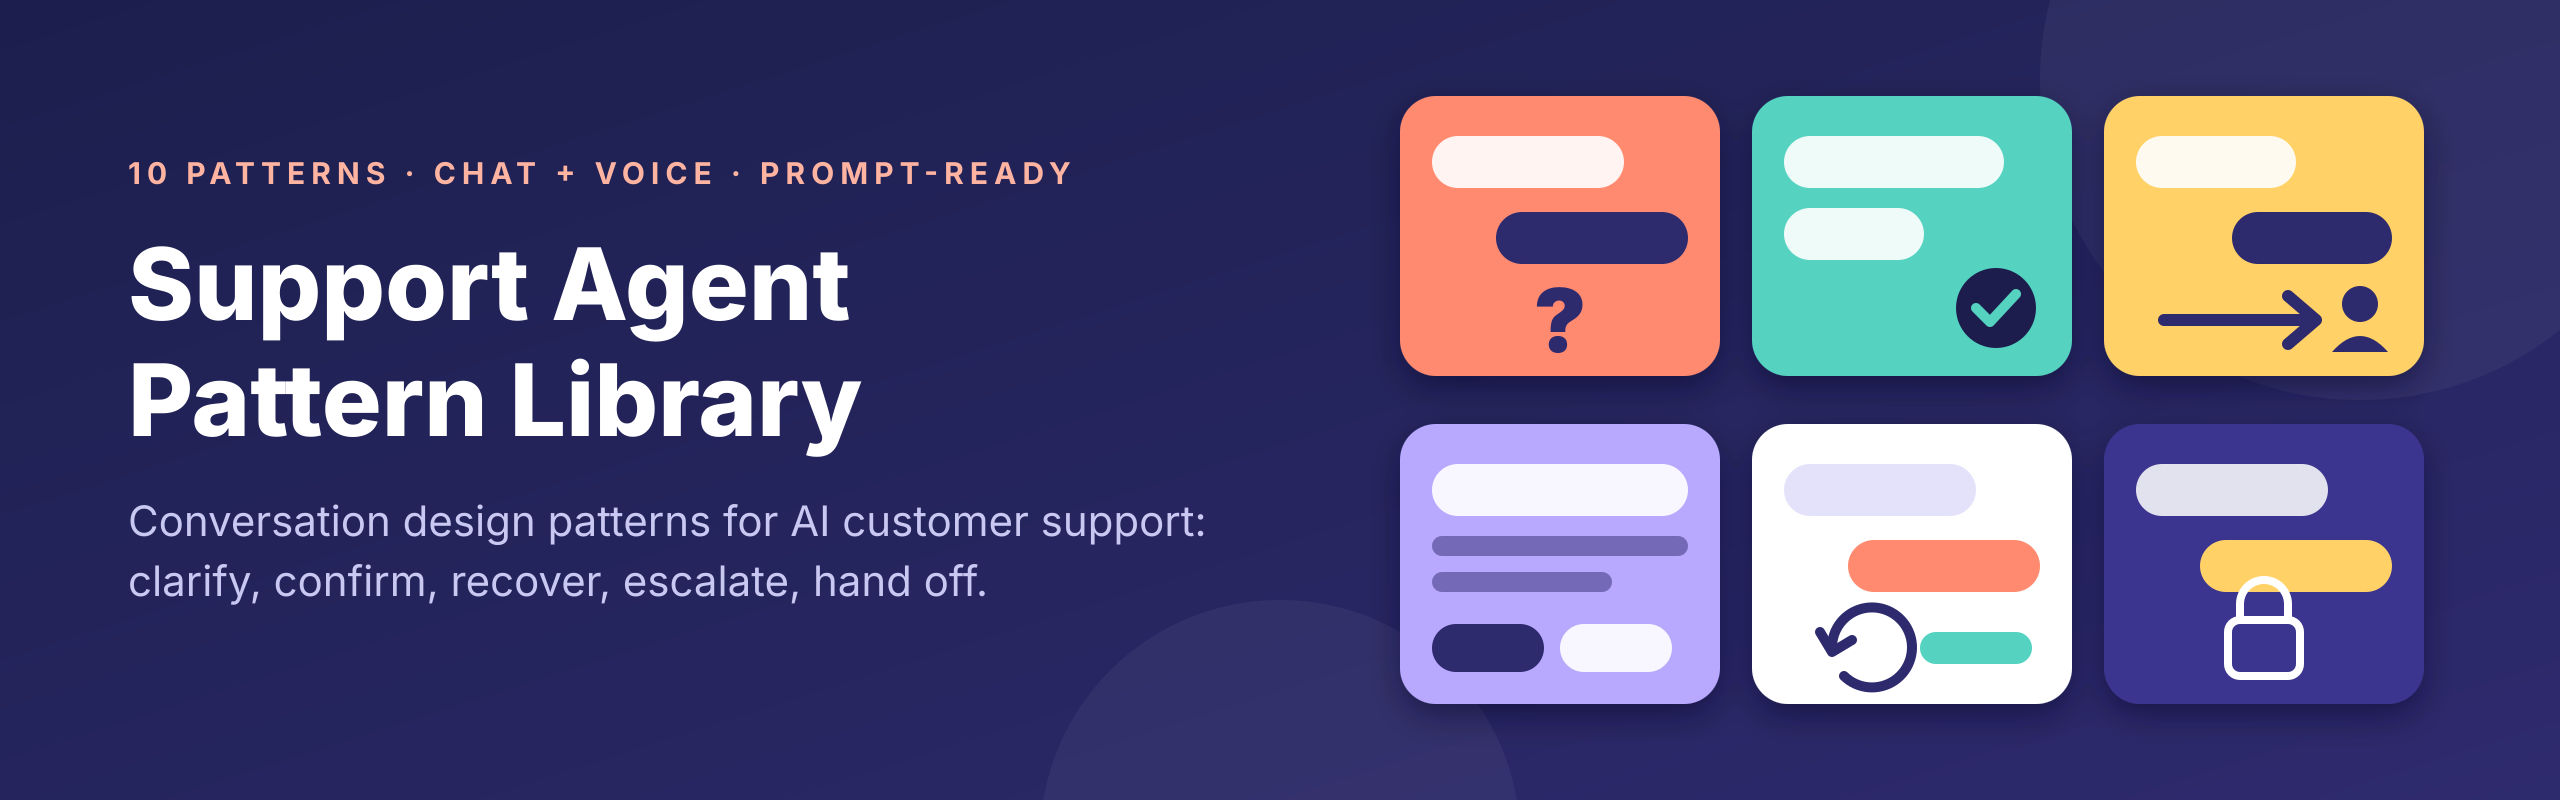 10 PATTERNS · CHAT + VOICE · PROMPT-READY
Support Agent
Pattern Library
Conversation design patterns for AI customer support:
clarify, confirm, recover, escalate, hand off.
?